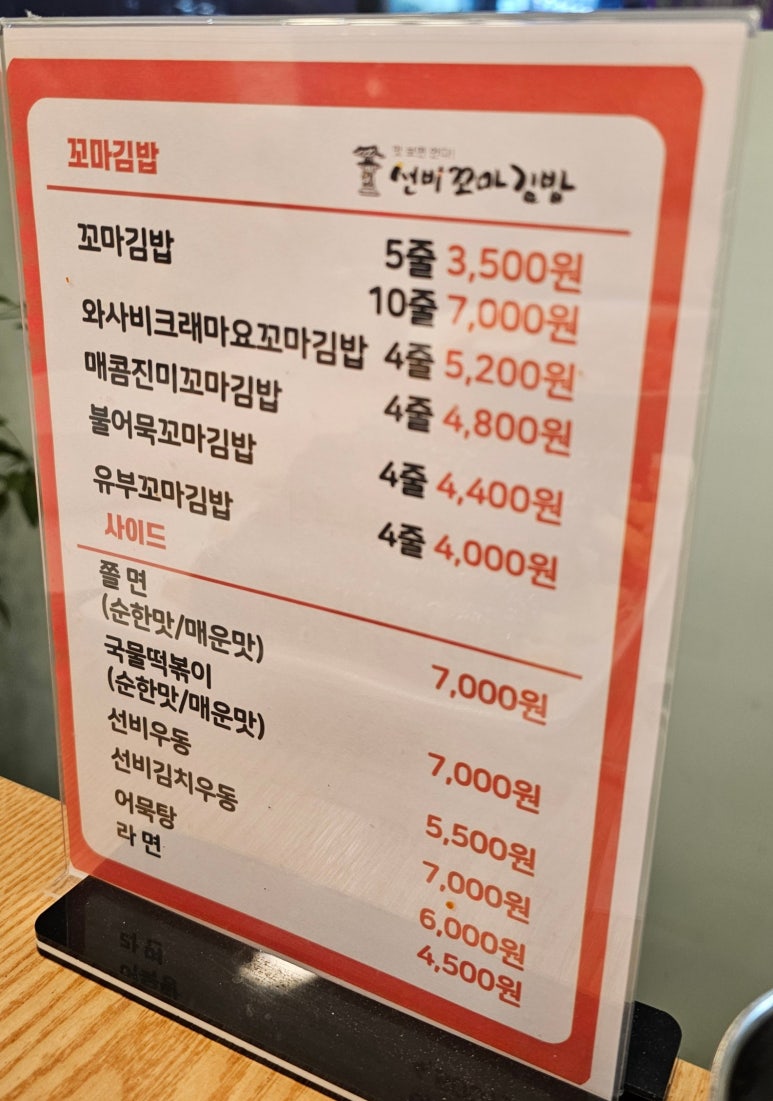 꼬마김밥
맛 보면 안다!
선비꼬마김밥
꼬마김밥 5줄 3,500원
10줄 7,000원
와사비크래마요꼬마김밥 4줄 5,200원
매콤진미꼬마김밥 4줄 4,800원
불어묵꼬마김밥 4줄 4,400원
유부꼬마김밥 4줄 4,000원
사이드
쫄면
(순한맛/매운맛) 7,000원
국물떡볶이
(순한맛/매운맛) 7,000원
선비우동 5,500원
선비김치우동 7,000원
어묵탕 6,000원
라면 4,500원